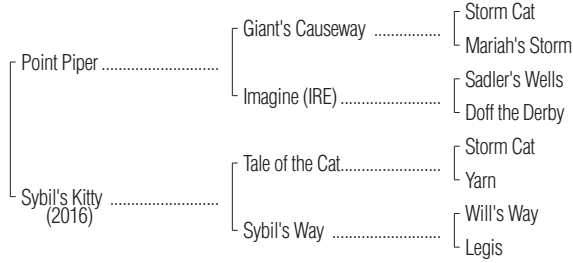 Storm Cat
Giant's Causeway ..................
Mariah's Storm
Point Piper ...........................
Sadler's Wells
Imagine (IRE) .......................
Doff the Derby
Storm Cat
Tale of the Cat.......................
Yarn
Sybil's Kitty .........................
(2016)
Will's Way
Sybil's Way .........................
Legis